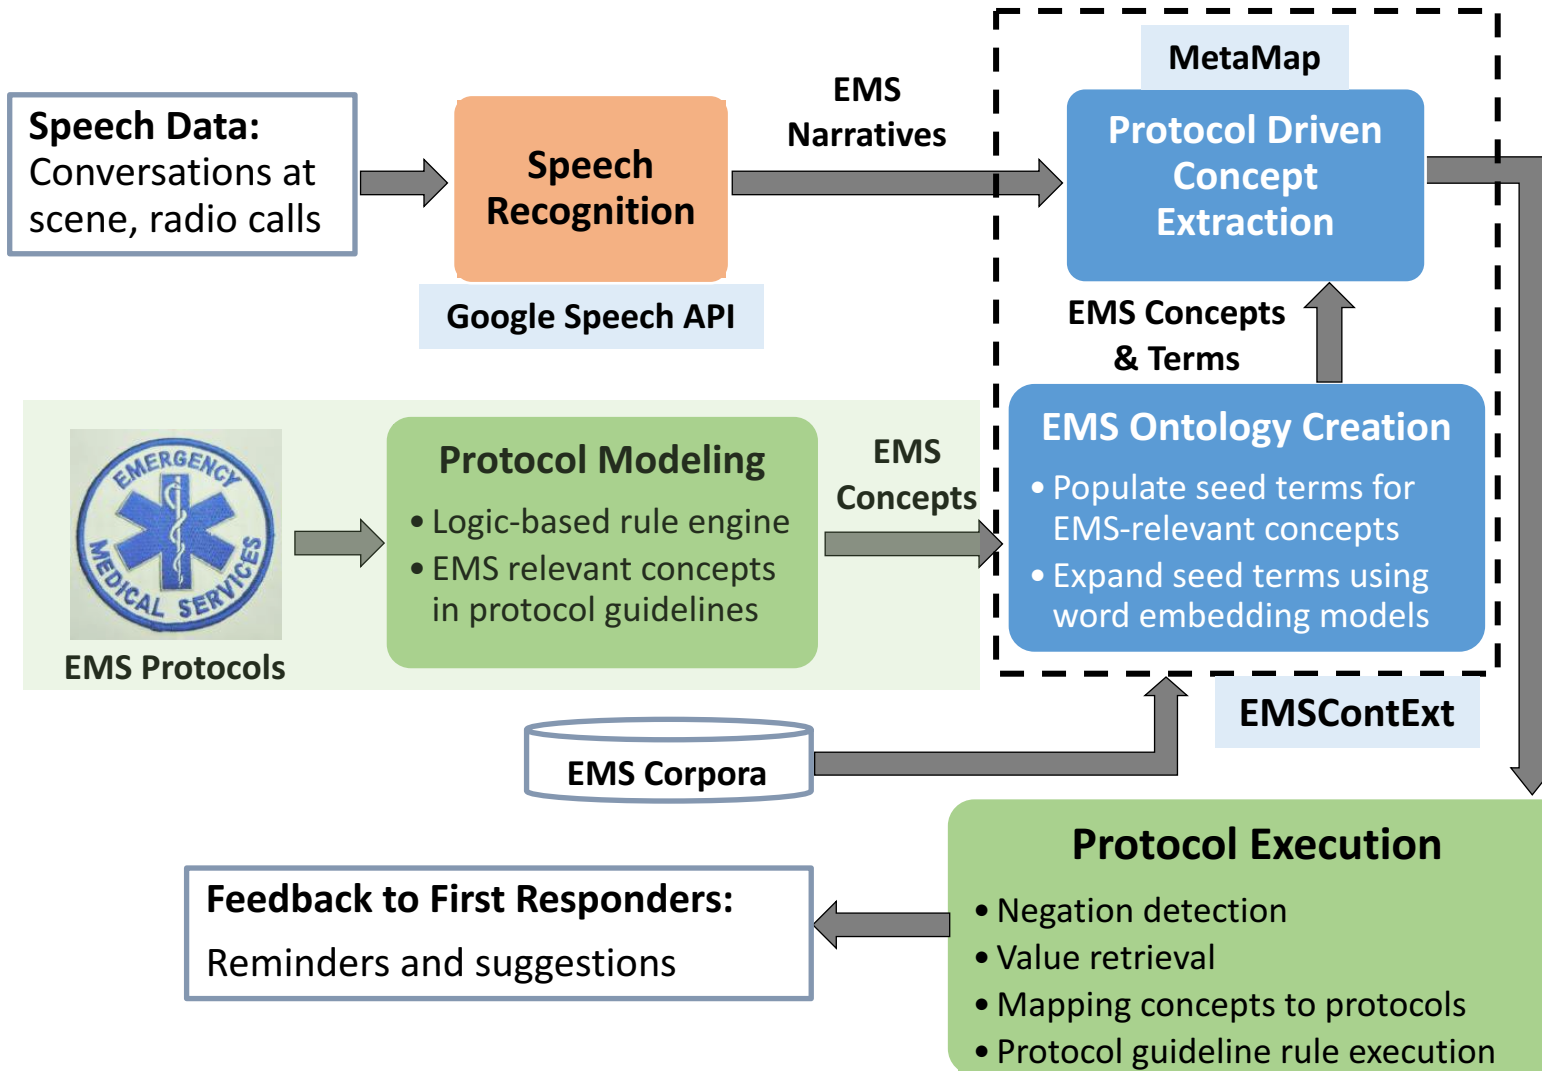 MetaMap
EMS
Narratives
Speech Data:
Conversations at
scene, radio calls
Speech
Recognition
Google Speech API
Protocol Driven
Concept
Extraction
EMS Concepts
& Terms
EMERGENCY
MEDICAL SERVICES
EMS Protocols
Protocol Modeling
• Logic-based rule engine
• EMS relevant concepts
in protocol guidelines
EMS
Concepts
EMS Ontology Creation
• Populate seed terms for
EMS-relevant concepts
• Expand seed terms using
word embedding models
EMSContExt
EMS Corpora
Protocol Execution
• Negation detection
• Value retrieval
• Mapping concepts to protocols
• Protocol guideline rule execution
Feedback to First Responders:
Reminders and suggestions